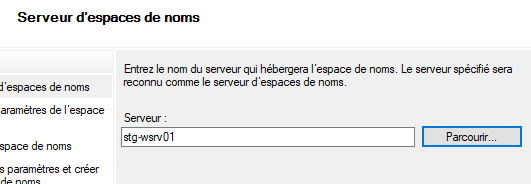 Serveur d'espaces de noms
Entrez le nom du serveur qui hébergera l'espace de noms. Le serveur spécifié sera
reconnu comme le serveur d'espaces de noms.
d'espaces de noms
aramètres de l'espace
space de noms
s paramètres et créer
de noms
Serveur :
stg-wsrv01
Parcourir...